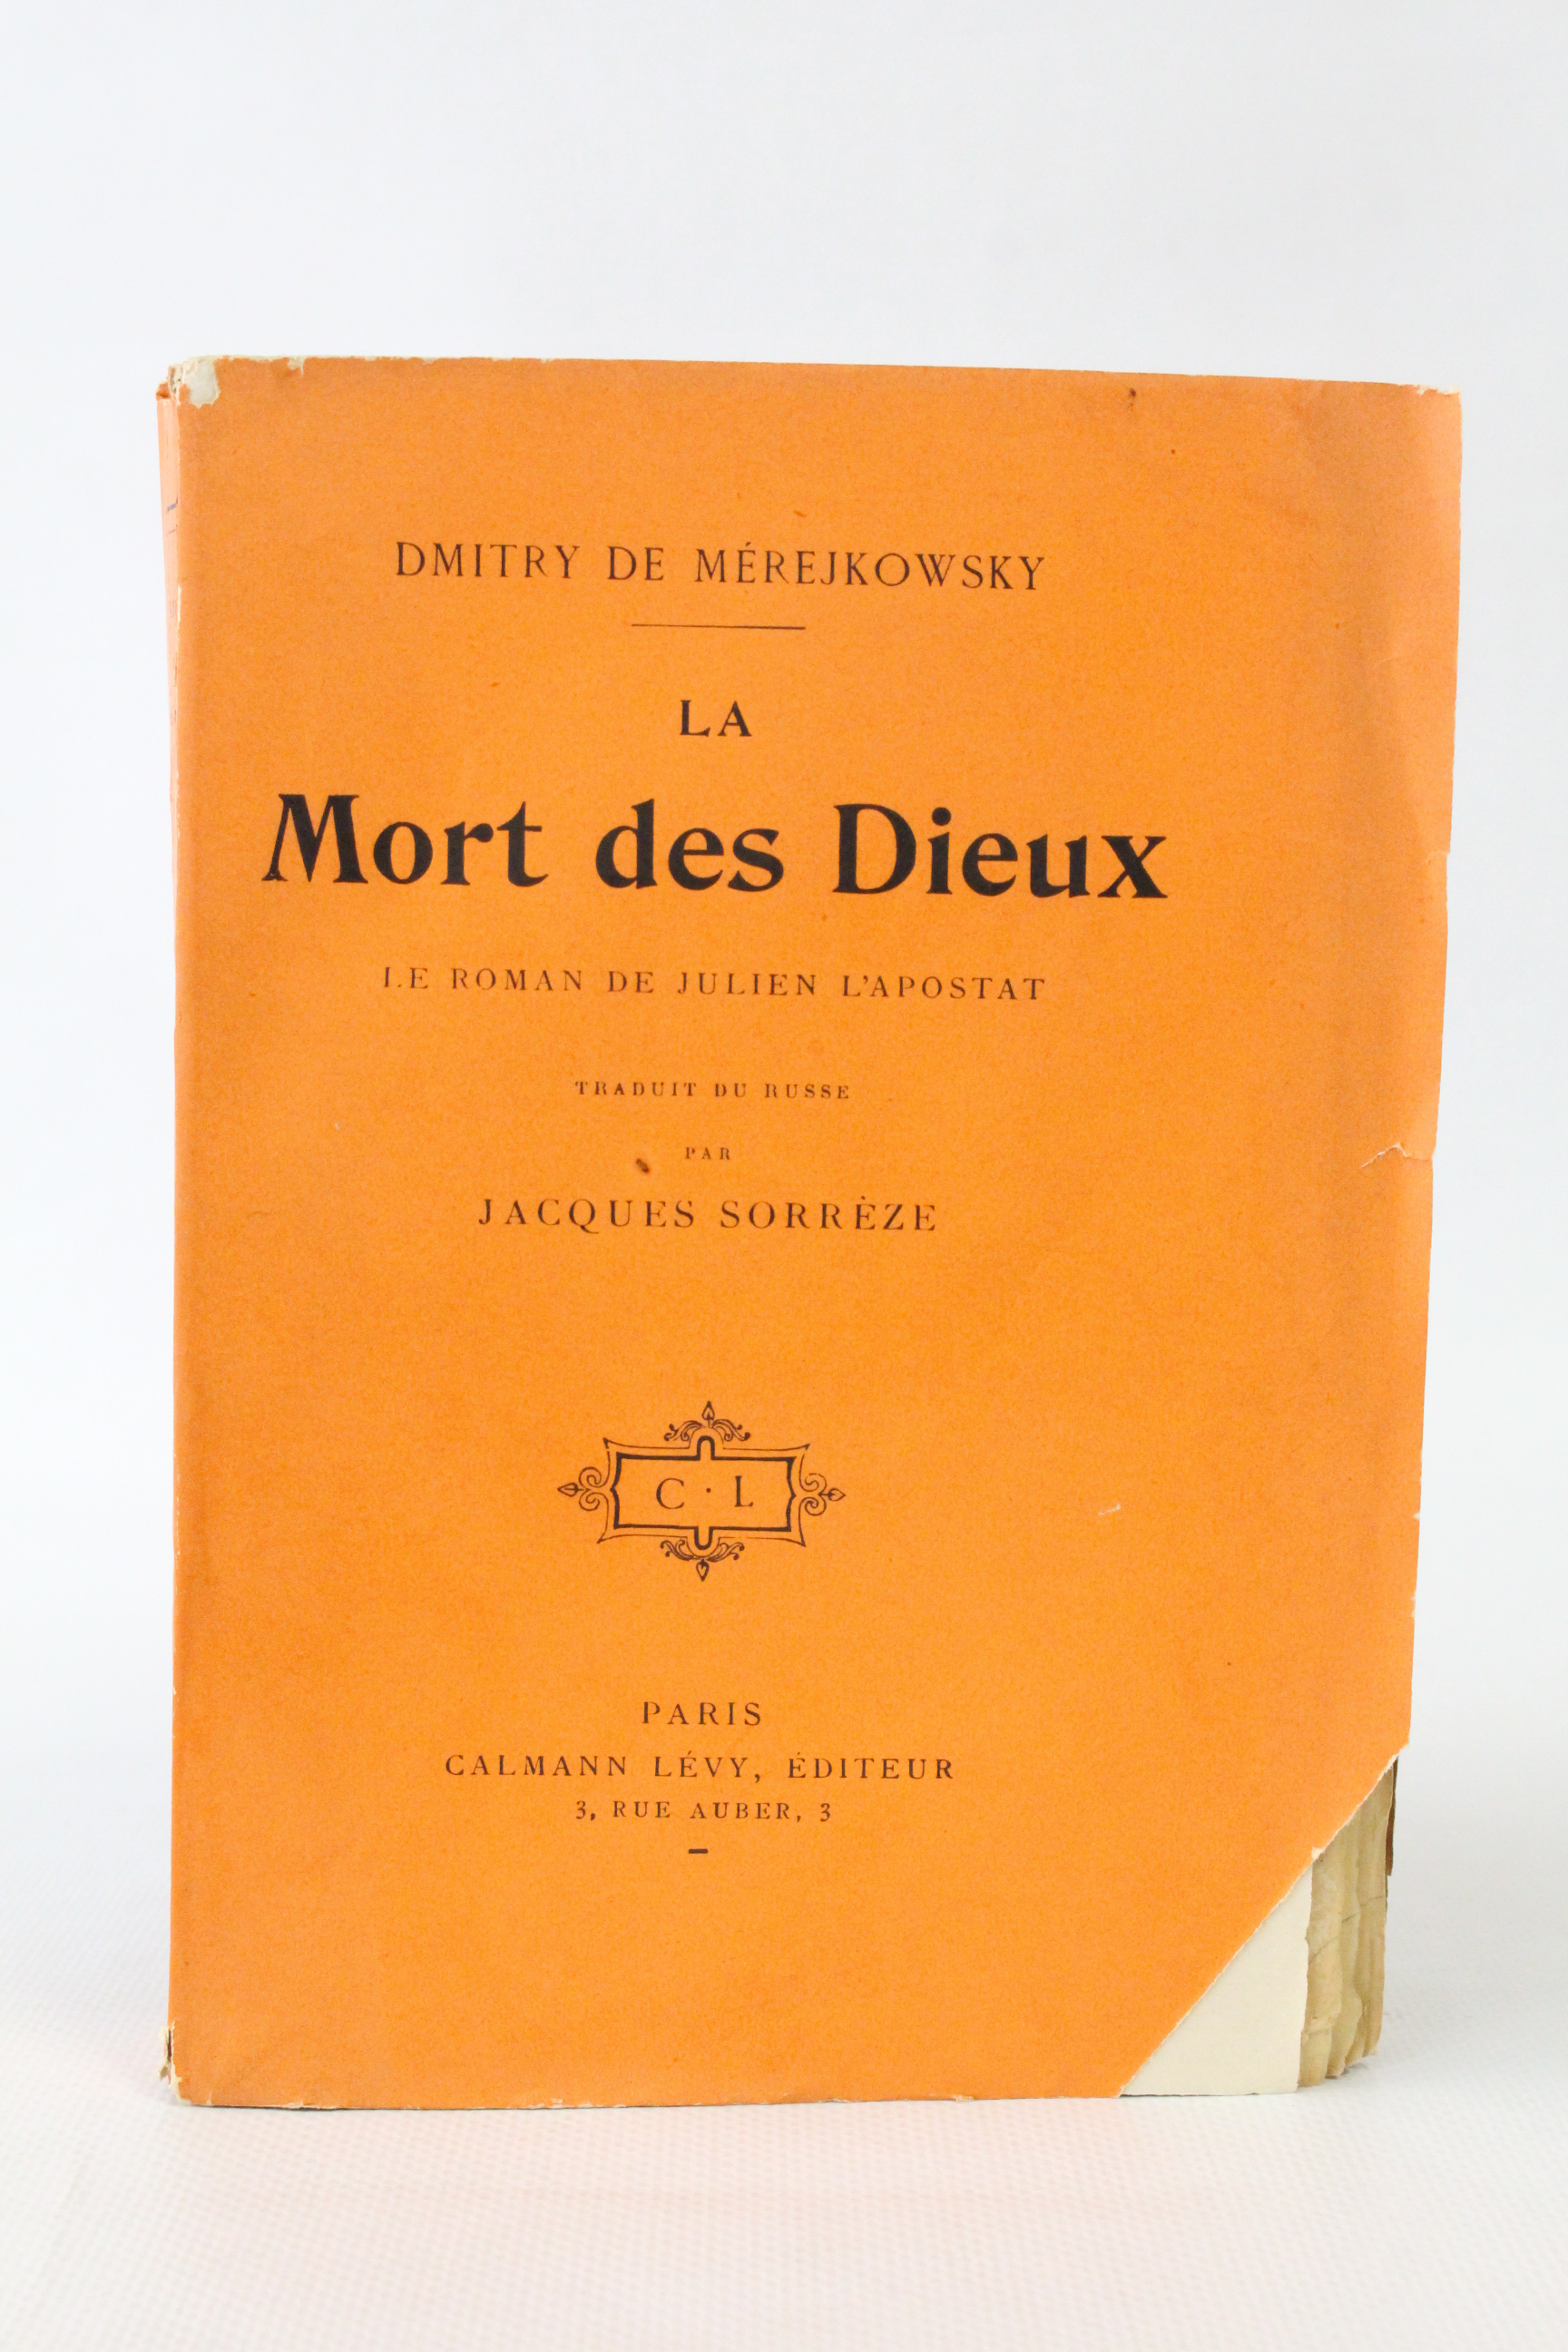 DMITRY DE MÉREJKOWSKY
LA
Mort des Dieux
LE ROMAN DE JULIEN L'APOSTAT
TRADUIT DU RUSSE
PAR
JACQUES SORRÈZE
C · L
PARIS
CALMANN LÉVY, ÉDITEUR
3, RUE AUBER, 3